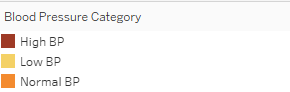 Blood Pressure Category
High BP
Low BP
Normal BP